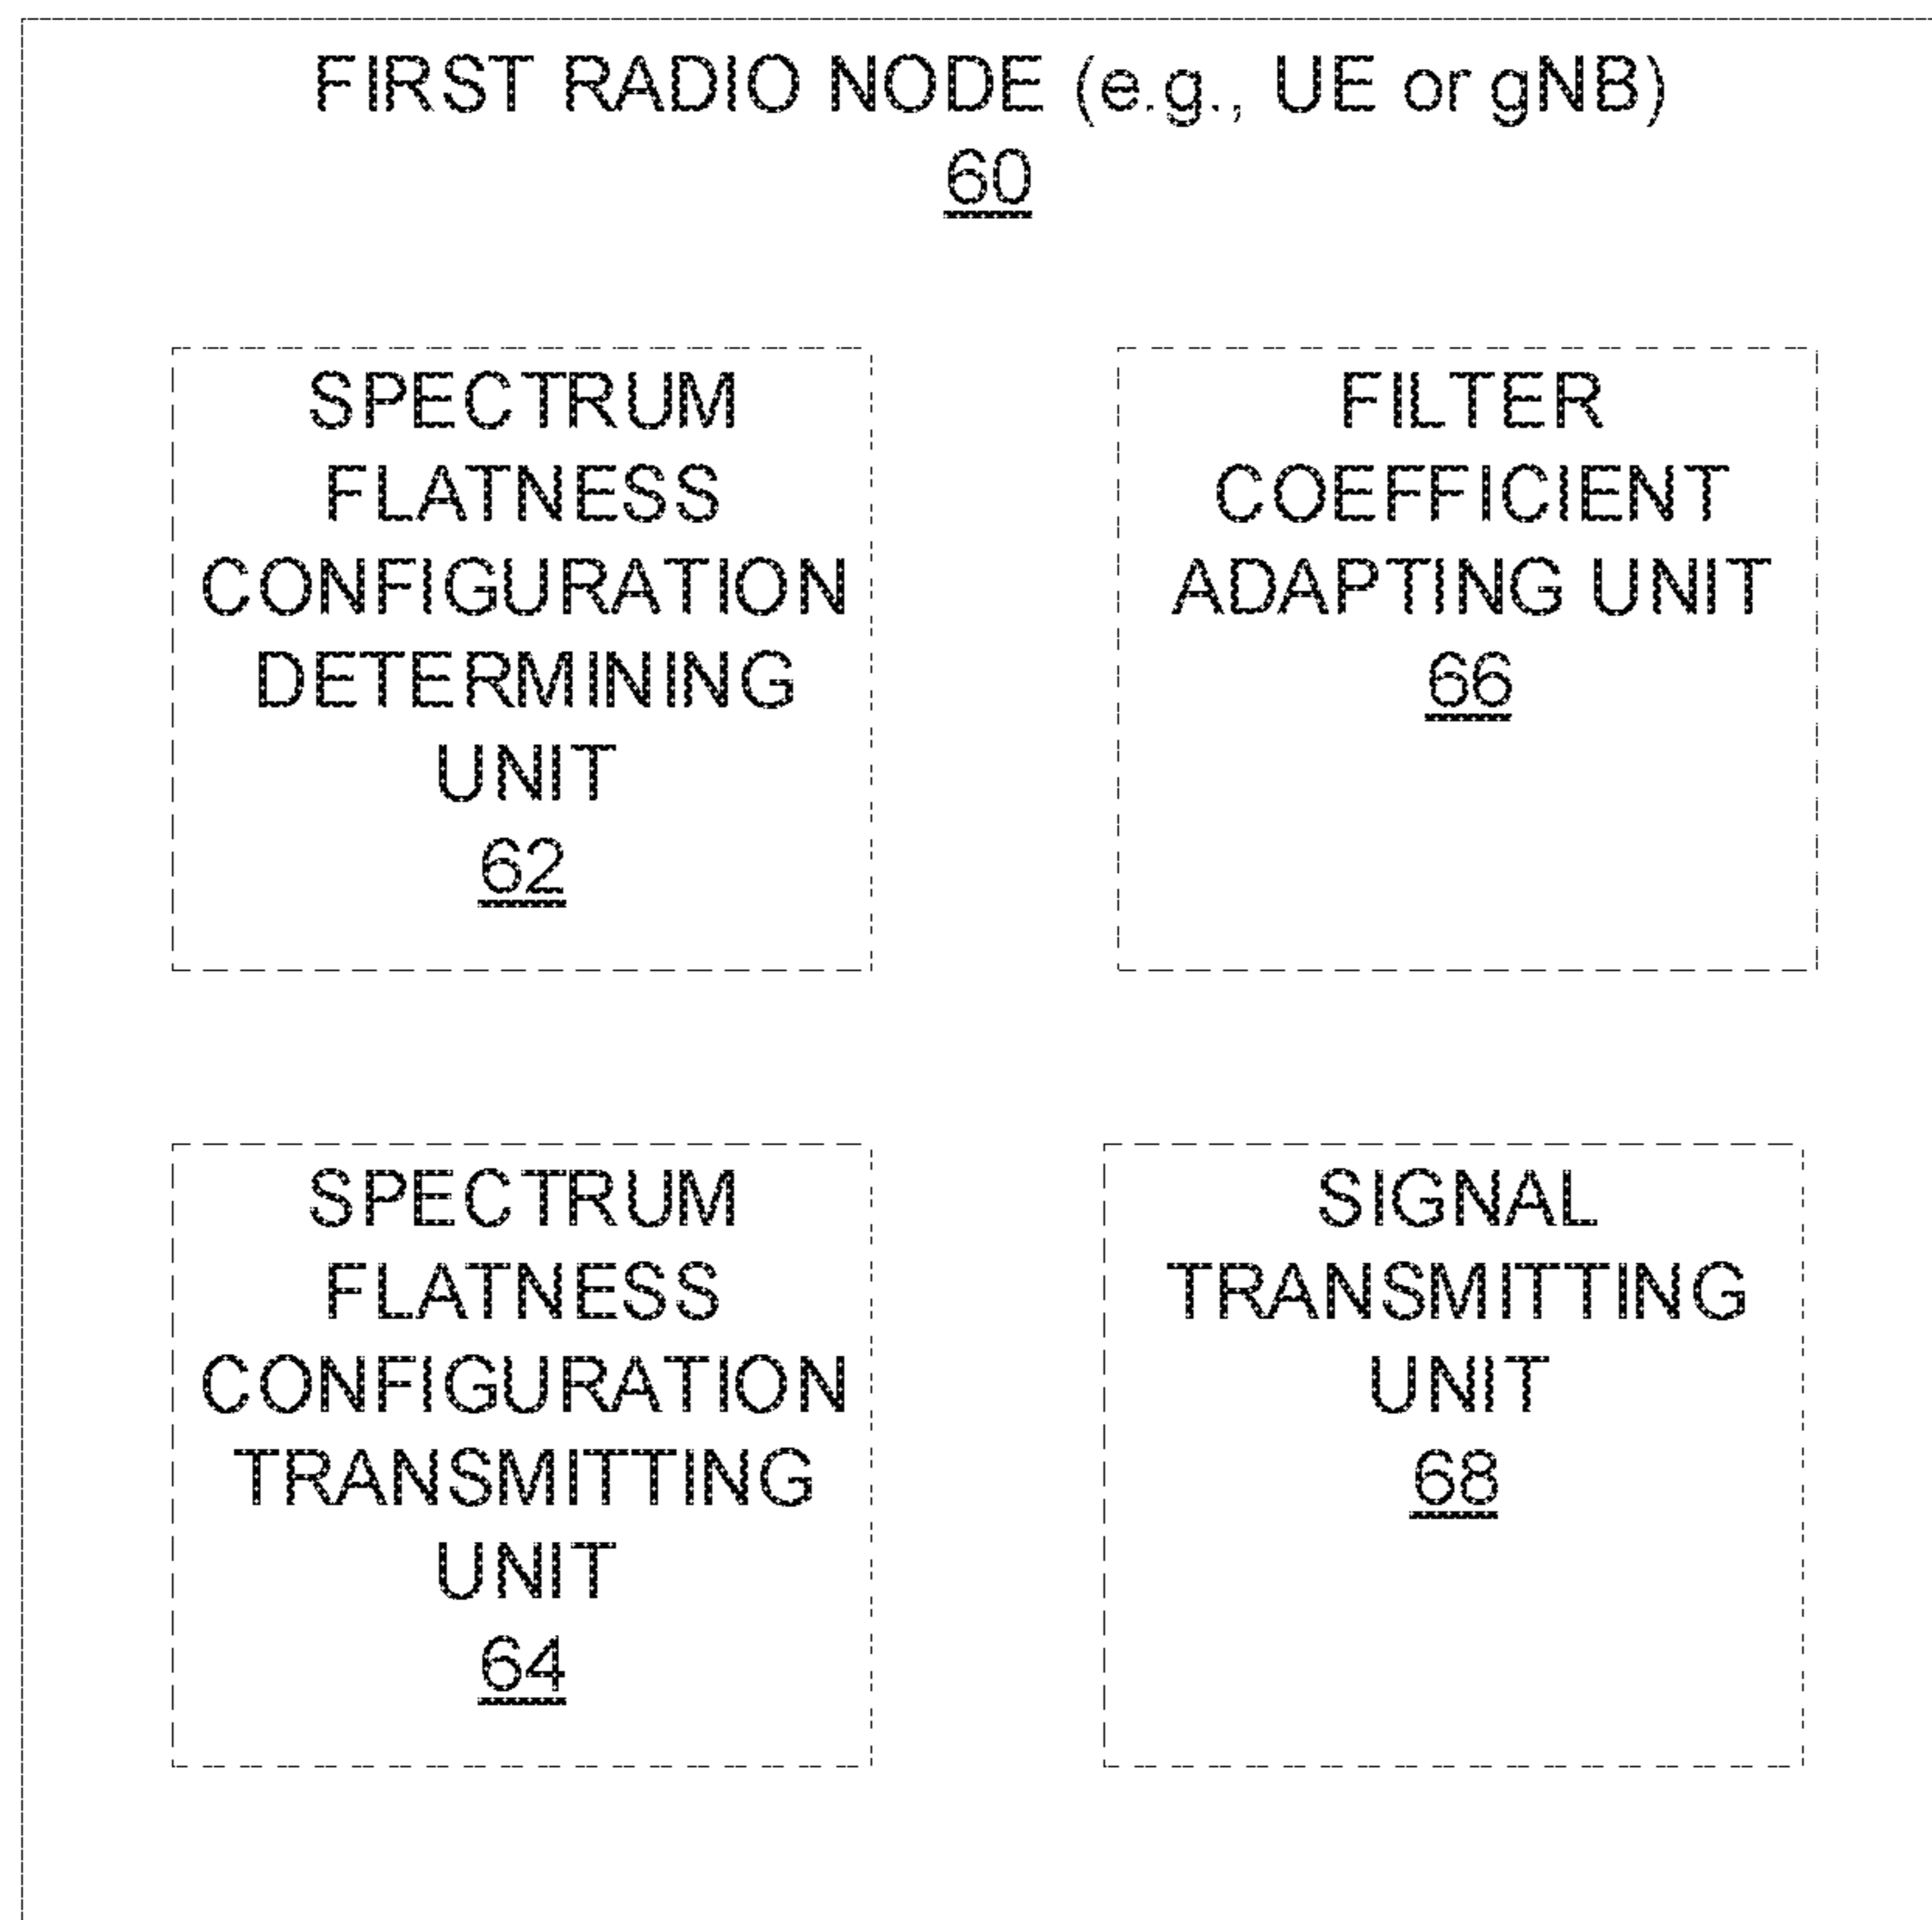 FIRST RADIO NODE (e.g., UE or gNB)
60
SPECTRUM
FLATNESS
CONFIGURATION
DETERMINING
UNIT
62
FILTER
COEFFICIENT
ADAPTING UNIT
66
SPECTRUM
FLATNESS
CONFIGURATION
TRANSMITTING
UNIT
64
SIGNAL
TRANSMITTING
UNIT
68